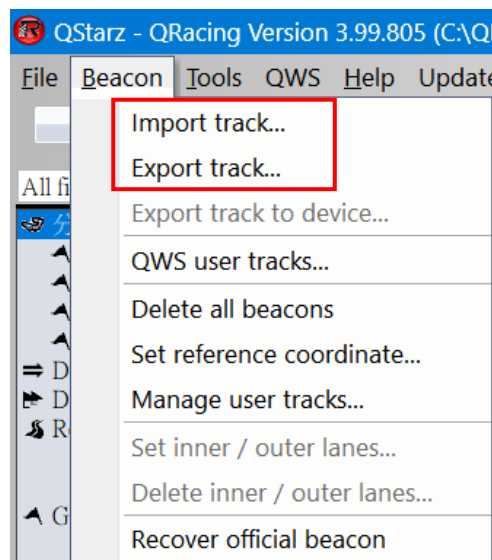 QStarz - QRacing Version 3.99.805 (C:\Q
File Beacon Tools QWS Help Update
Import track...
Export track...
All fi
Export track to device...
分
QWS user tracks...
Delete all beacons
Set reference coordinate...
D
Manage user tracks...
D
R
Set inner / outer lanes...
Delete inner / outer lanes...
G
Recover official beacon